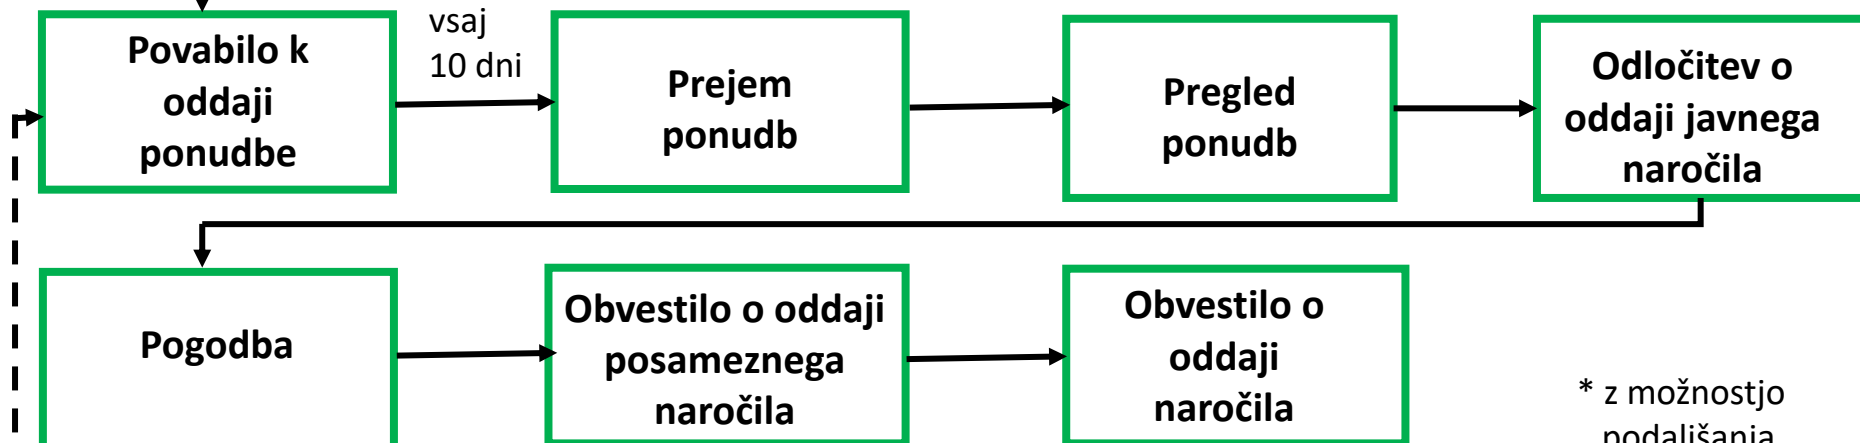 Povabilo k
oddaji
ponudbe
vsaj
10 dni
Prejem
ponudb
Pregled
ponudb
Odločitev o
oddaji javnega
naročila
Pogodba
Obvestilo o oddaji
posameznega
naročila
Obvestilo o
oddaji
naročila
* z možnostjo
podaljšanja